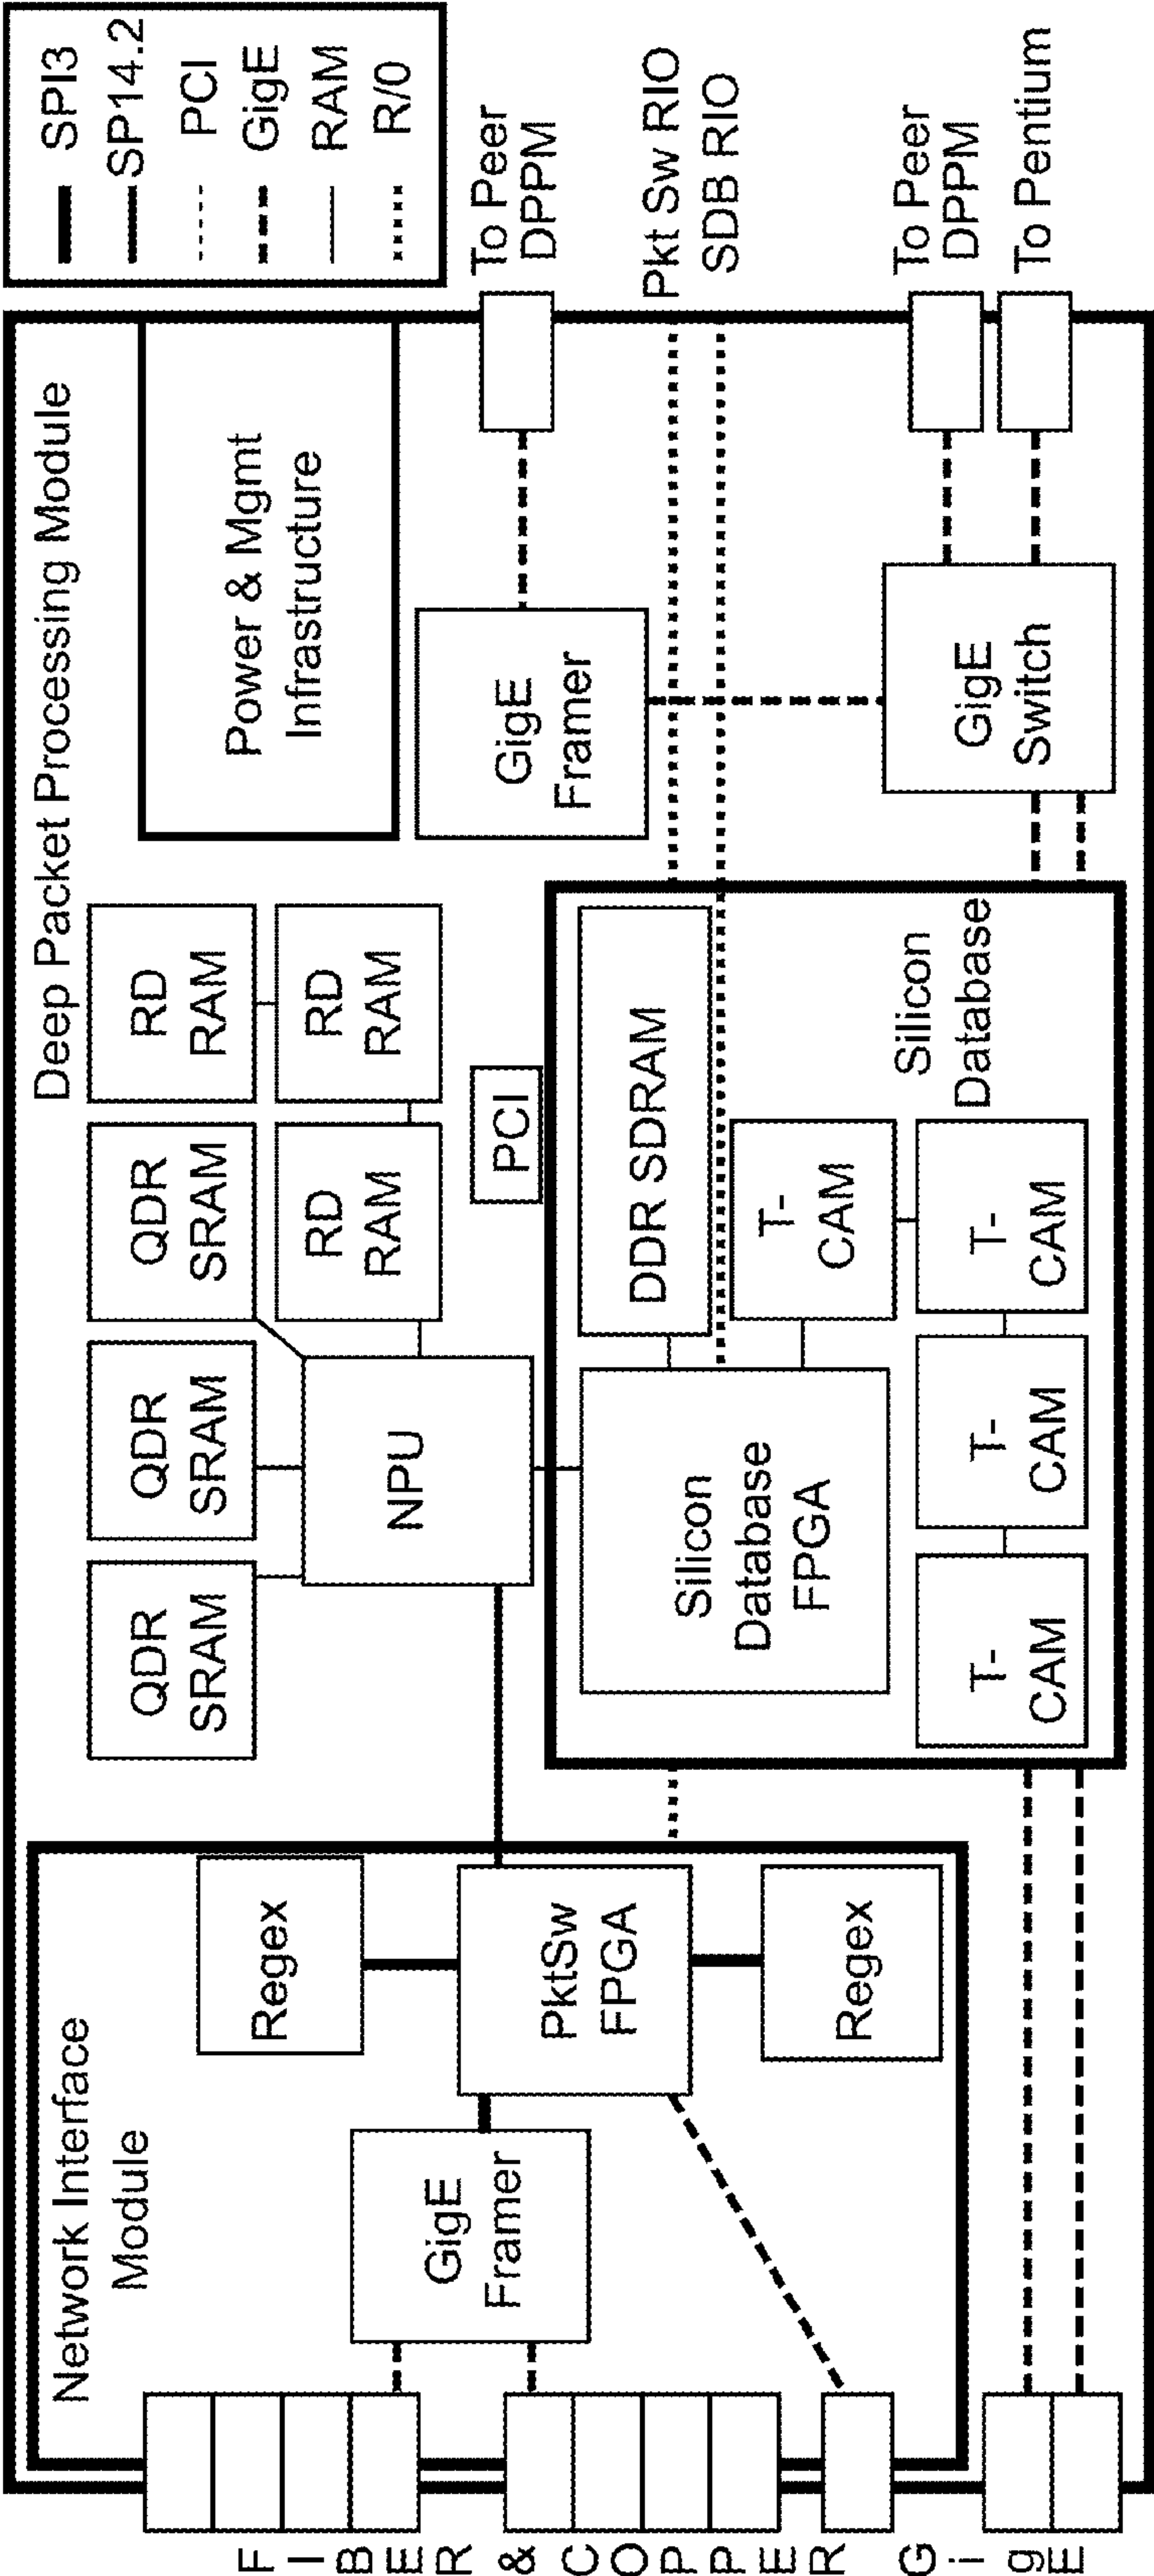 SPI3
SP14.2
PCI
GigE
RAM
R/0
Deep Packet Processing Module
Network Interface
Module
FIBER & COPPER GigE
GigE
Framer
Regex
PktSw
FPGA
Regex
QDR
SRAM
QDR
SRAM
QDR
SRAM
RD
RAM
NPU
RD
RAM
RD
RAM
PCI
Silicon
Database
FPGA
DDR SDRAM
T-
CAM
T-
CAM
T-
CAM
T-
CAM
Silicon
Database
Power & Mgmt
Infrastructure
GigE
Framer
GigE
Switch
To Peer
DPPM
Pkt Sw RIO
SDB RIO
To Peer
DPPM
To Pentium